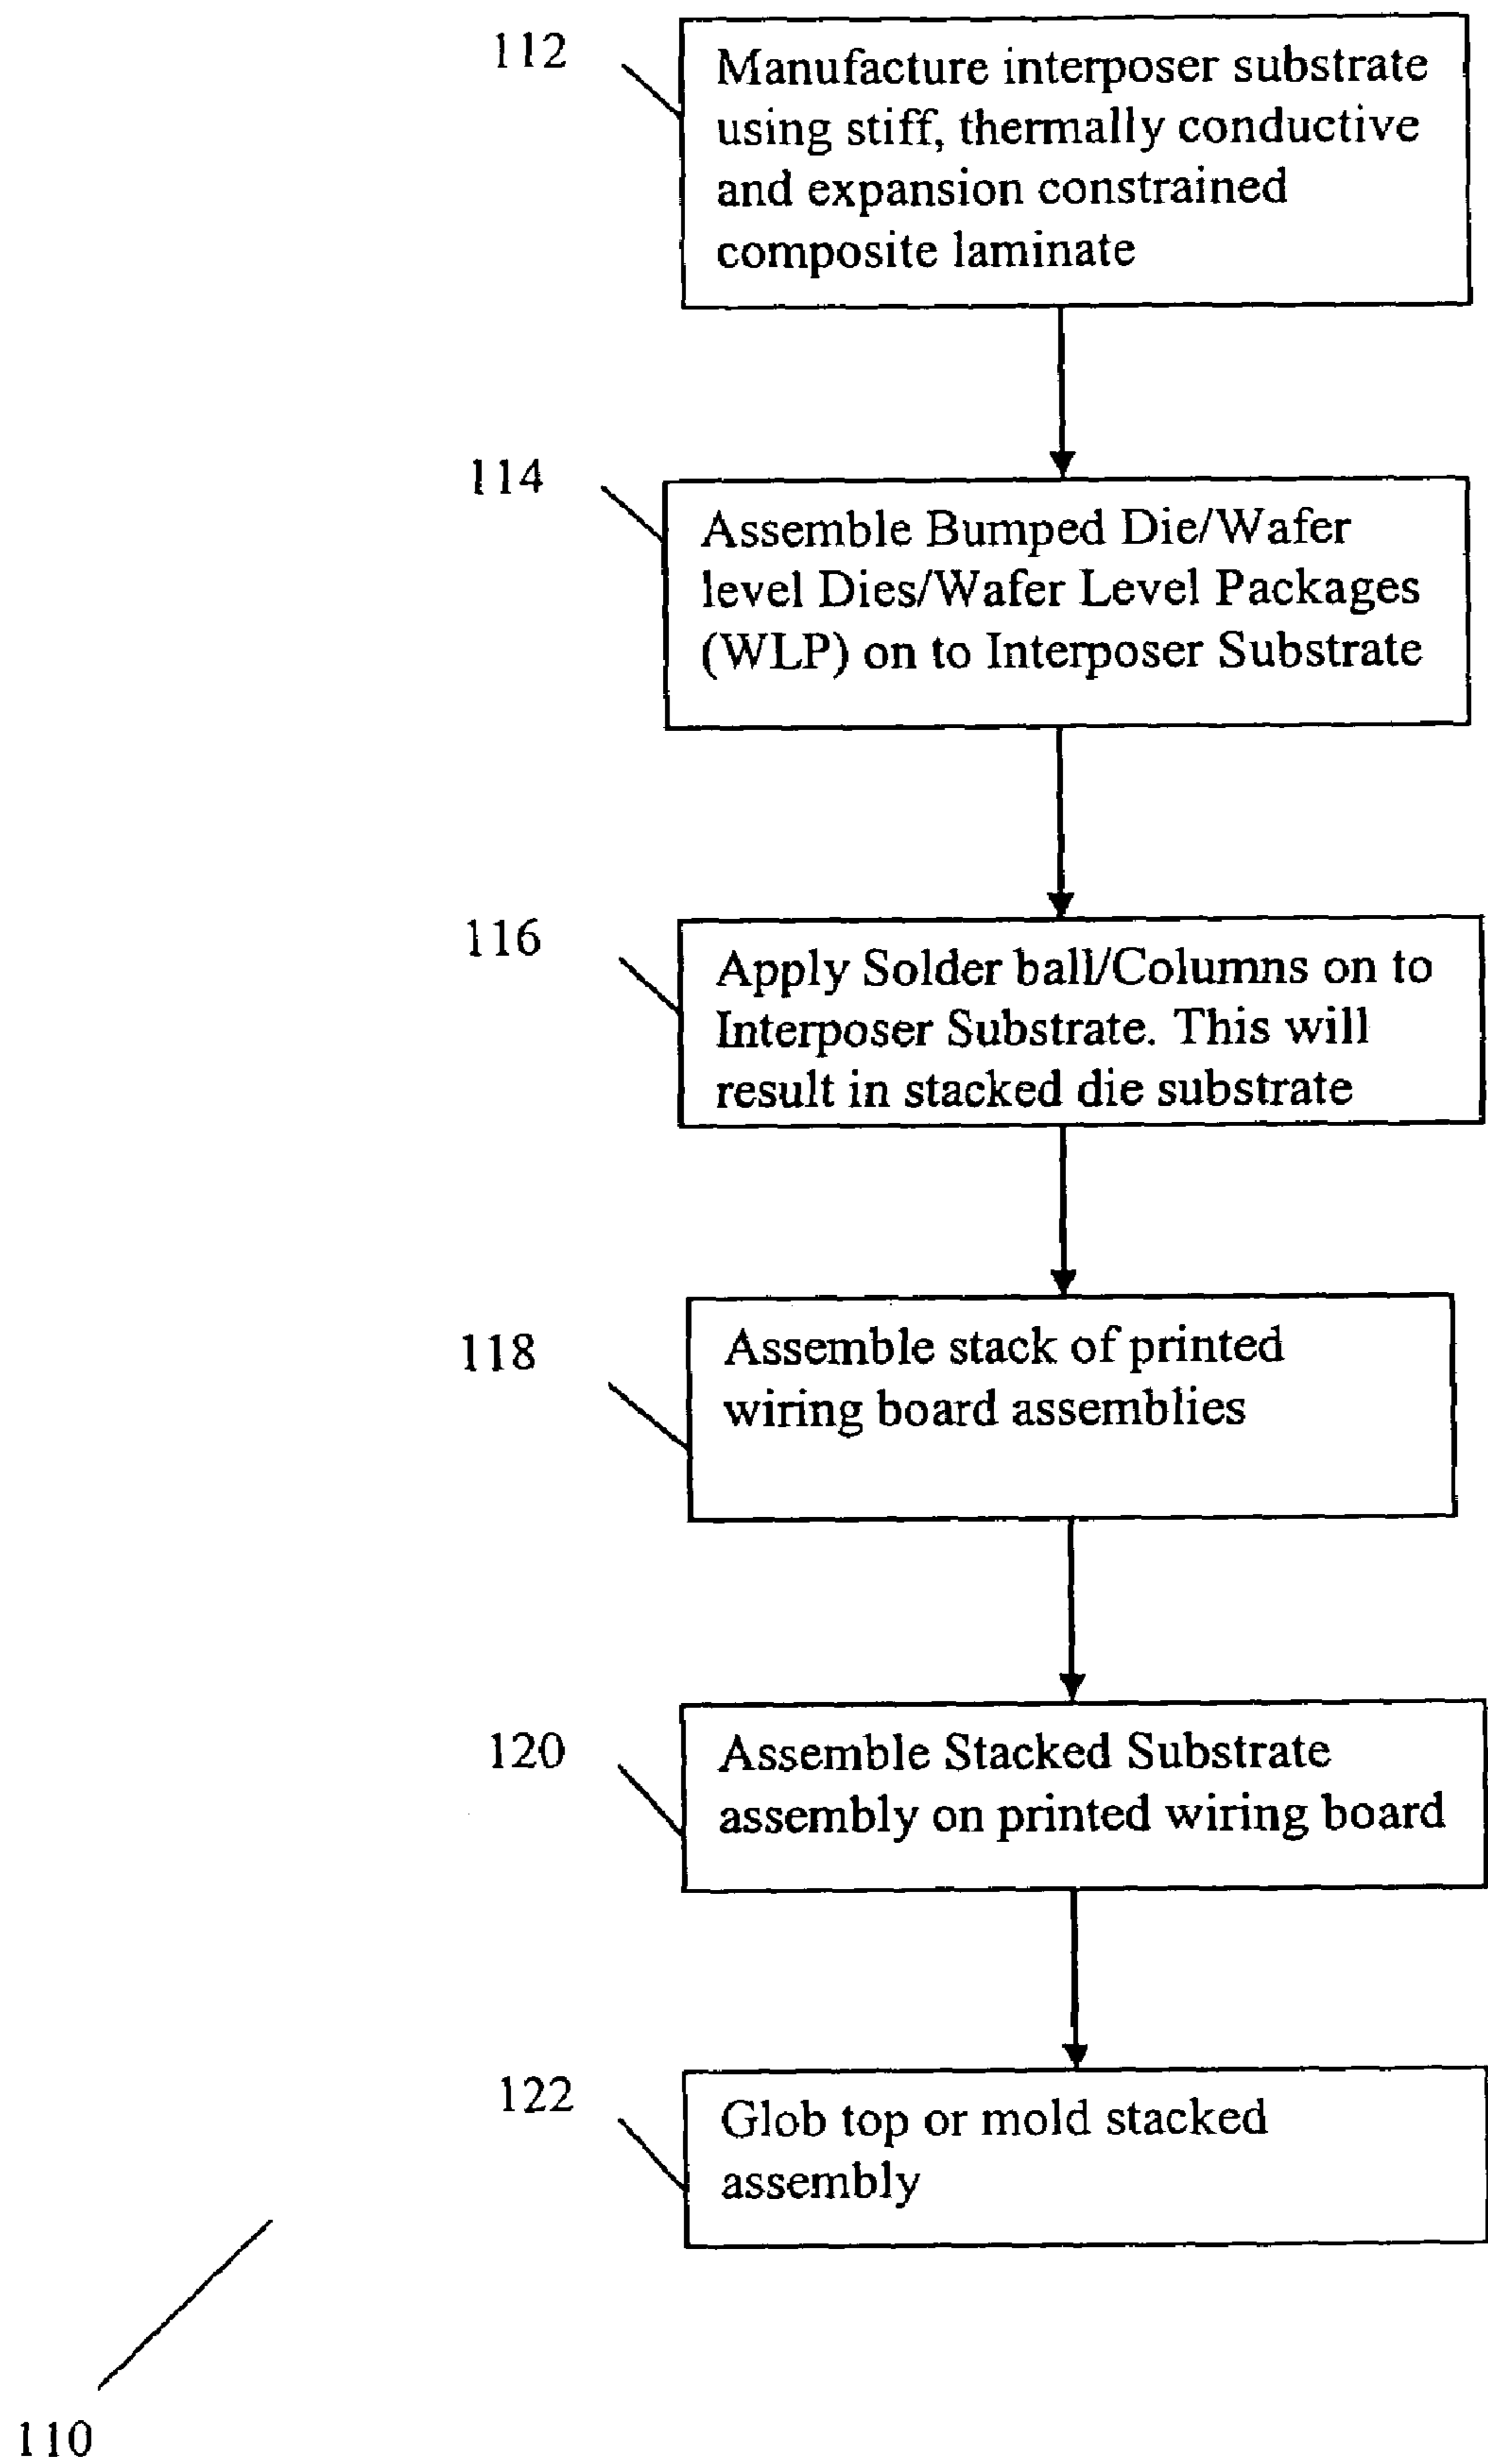 112
Manufacture interposer substrate
using stiff, thermally conductive
and expansion constrained
composite laminate
114
Assemble Bumped Die/Wafer
level Dies/Wafer Level Packages
(WLP) on to Interposer Substrate
116
Apply Solder ball/Columns on to
Interposer Substrate. This will
result in stacked die substrate
118
Assemble stack of printed
wiring board assemblies
120
Assemble Stacked Substrate
assembly on printed wiring board
122
Glob top or mold stacked
assembly
110